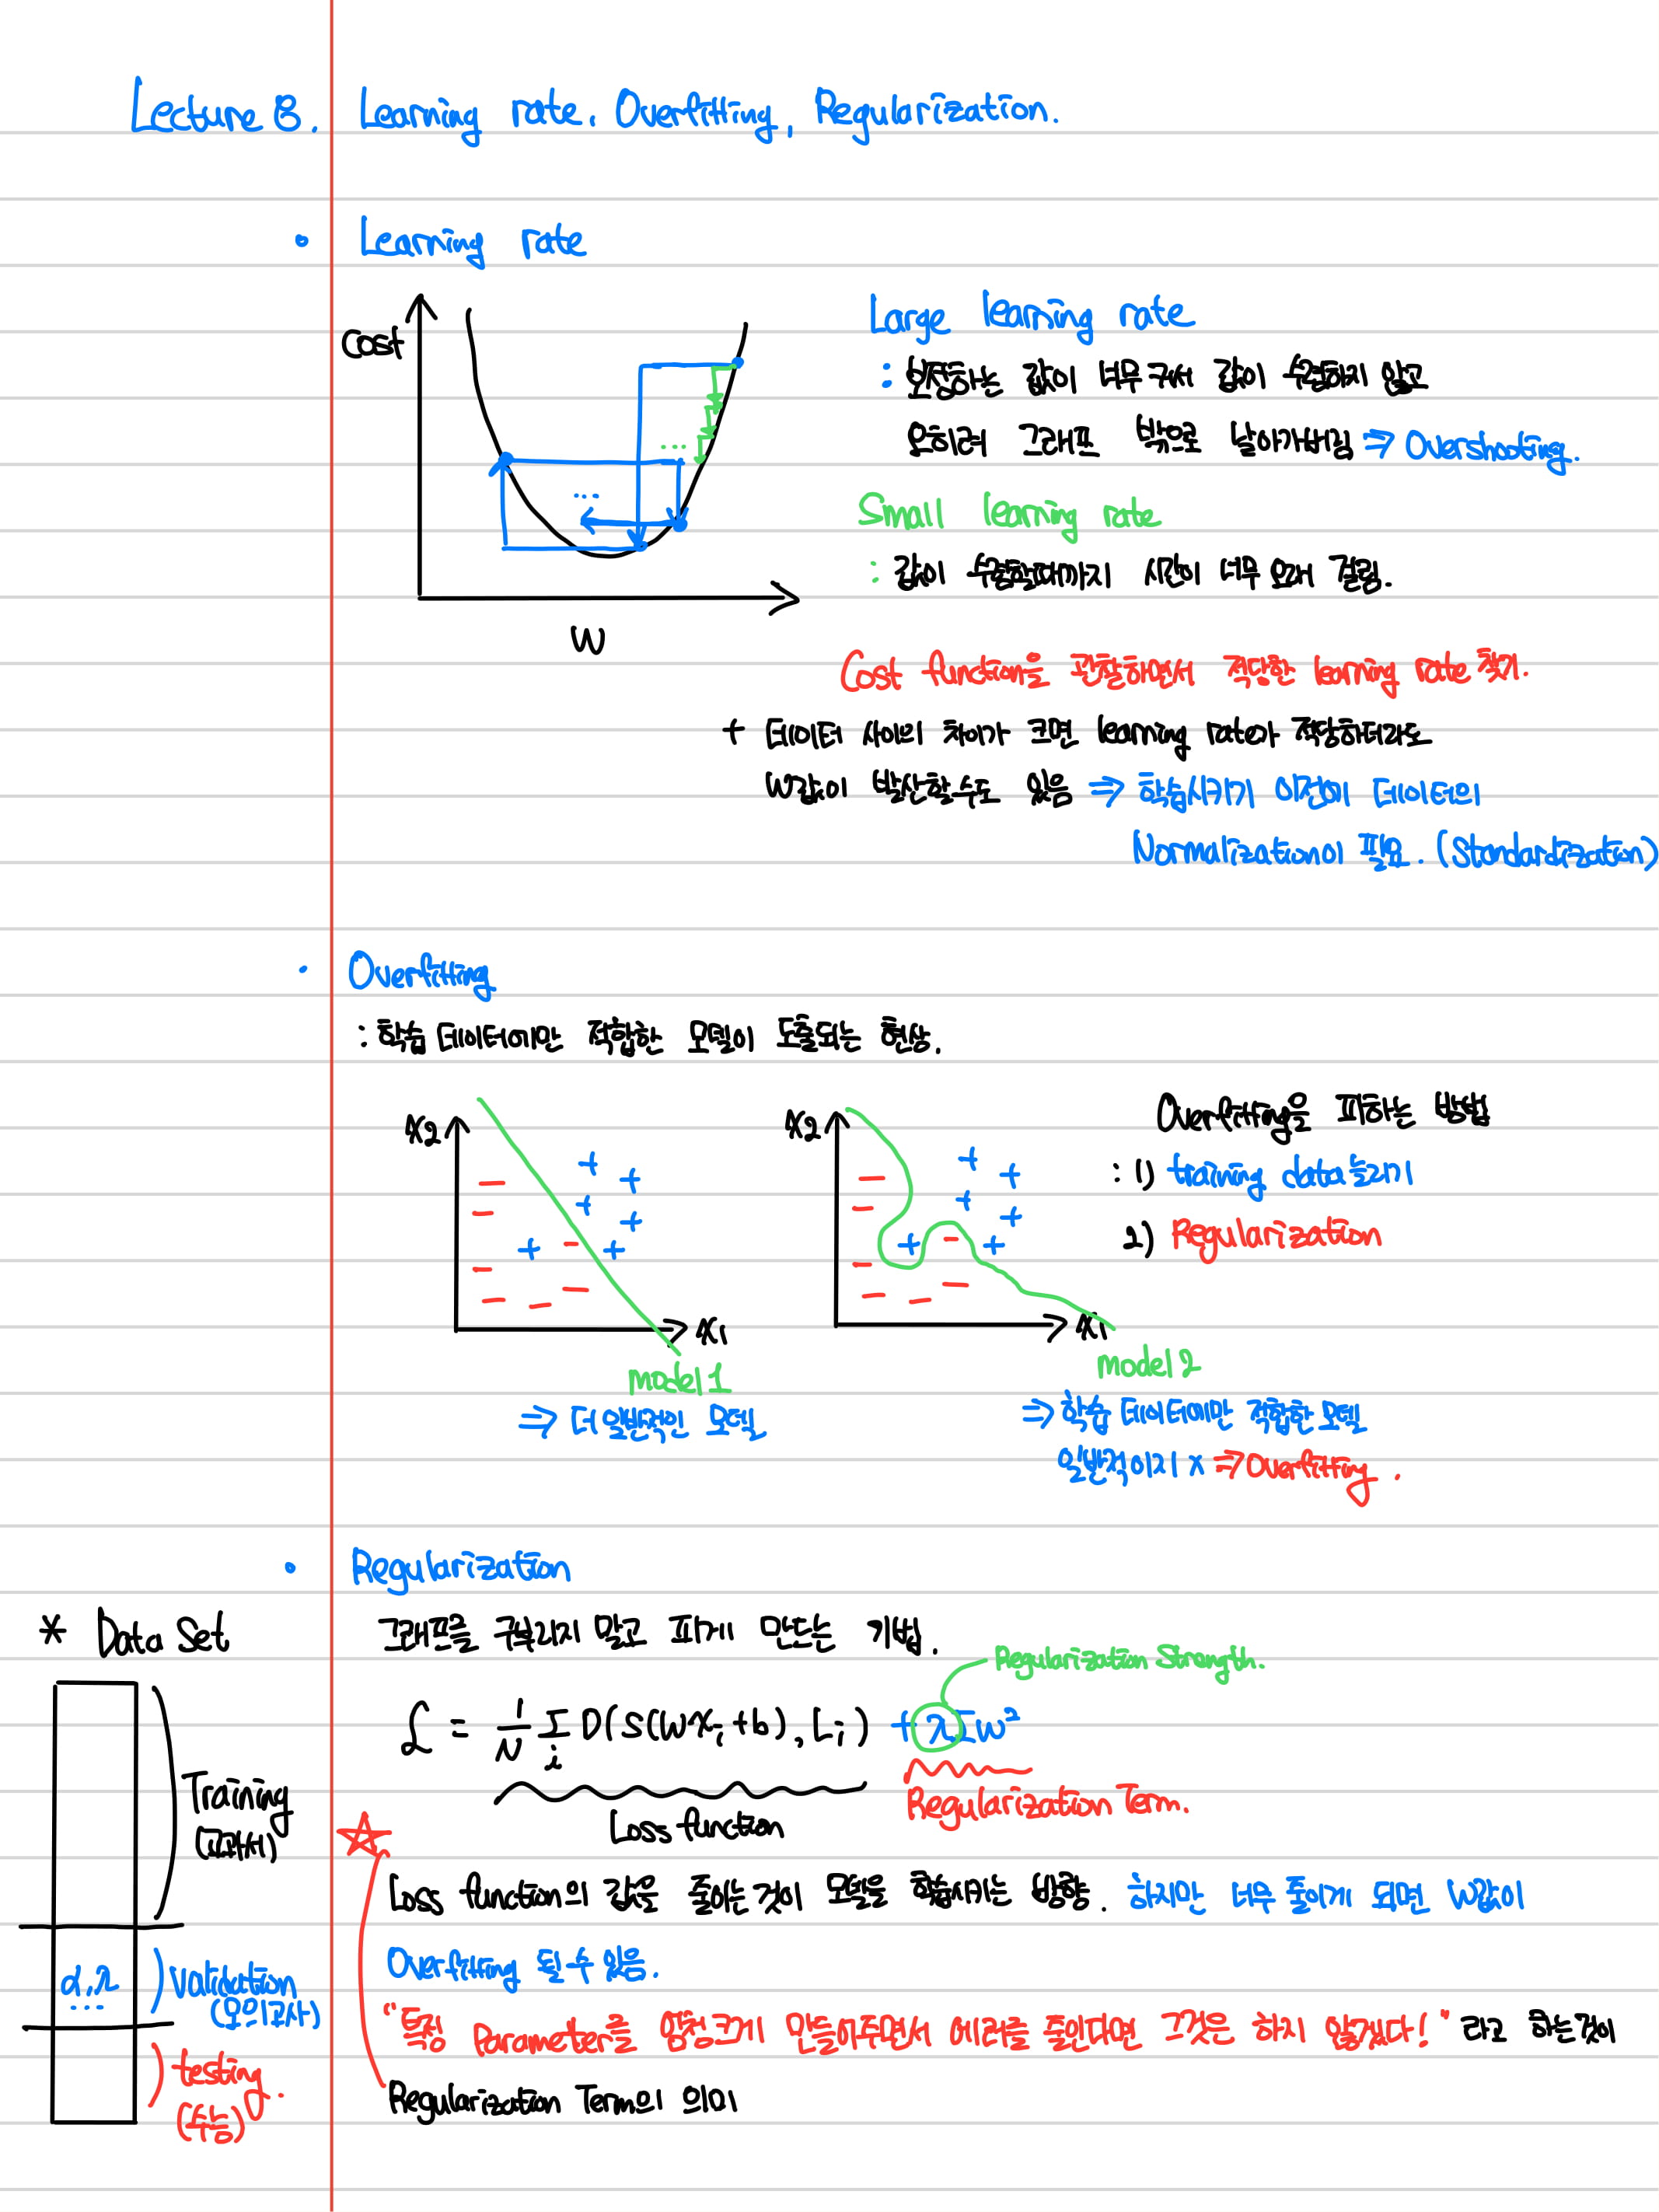 Lecture 8. Learning rate, Overfitting, Regularization.
• Learning rate
Cost
W
...
...
Large learning rate
: 보정하는 값이 너무 커서 값이 수렴하지 않고
오히려 그래프 밖으로 날아가버림 ⇒ Overshooting.
Small learning rate
: 값이 수렴할때까지 시간이 너무 오래 걸림.
Cost function을 관찰하면서 적당한 learning rate 찾기.
+ 데이터 사이의 차이가 크면 learning rate가 적당하더라도
W값이 발산할수도 있음 ⇒ 학습시키기 이전에 데이터의
Normalization이 필요. (Standardization)
• Overfitting
: 학습 데이터에만 적합한 모델이 도출되는 현상.
x2
x1
model 1
⇒ 더 일반적인 모델
x2
x1
model 2
⇒ 학습 데이터에만 적합한 모델
일반적이지 x ⇒ Overfitting.
Overfitting을 피하는 방법
: 1) training data 늘리기
2) Regularization
• Regularization
그래프를 구부리지 말고 펴게 만드는 기법.
Regularization Strength.
ℒ = 1/N Σi D(S(WXi+b), Li) + λΣW²
Loss function
Regularization Term.
Loss function의 값을 줄이는 것이 모델을 학습시키는 방향. 하지만 너무 줄이게 되면 W값이
Overfitting 될수 있음.
"특정 Parameter를 엄청크게 만들어주면서 에러를 줄인다면 그것은 하지 않겠다!" 라고 하는것이
Regularization Term의 의미
* Data Set
Training
(교과서)
α, λ
...
Validation
(모의고사)
testing.
(수능)